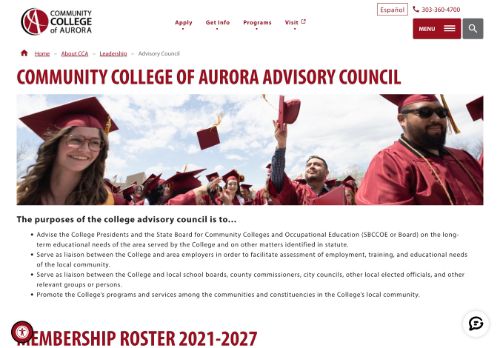 COMMUNITY
COLLEGE
of AURORA
Español
303-360-4700
Apply
Get Info
Programs
Visit
MENU
Home » About CCA » Leadership » Advisory Council
COMMUNITY COLLEGE OF AURORA ADVISORY COUNCIL
The purposes of the college advisory council is to…
Advise the College Presidents and the State Board for Community Colleges and Occupational Education (SBCCOE or Board) on the long-
term educational needs of the area served by the College and on other matters identified in statute.
Serve as liaison between the College and area employers in order to facilitate assessment of employment, training, and educational needs
of the local community.
Serve as liaison between the College and local school boards, county commissioners, city councils, other local elected officials, and other
relevant groups or persons.
Promote the College's programs and services among the communities and constituencies in the College's local community.
MEMBERSHIP ROSTER 2021-2027